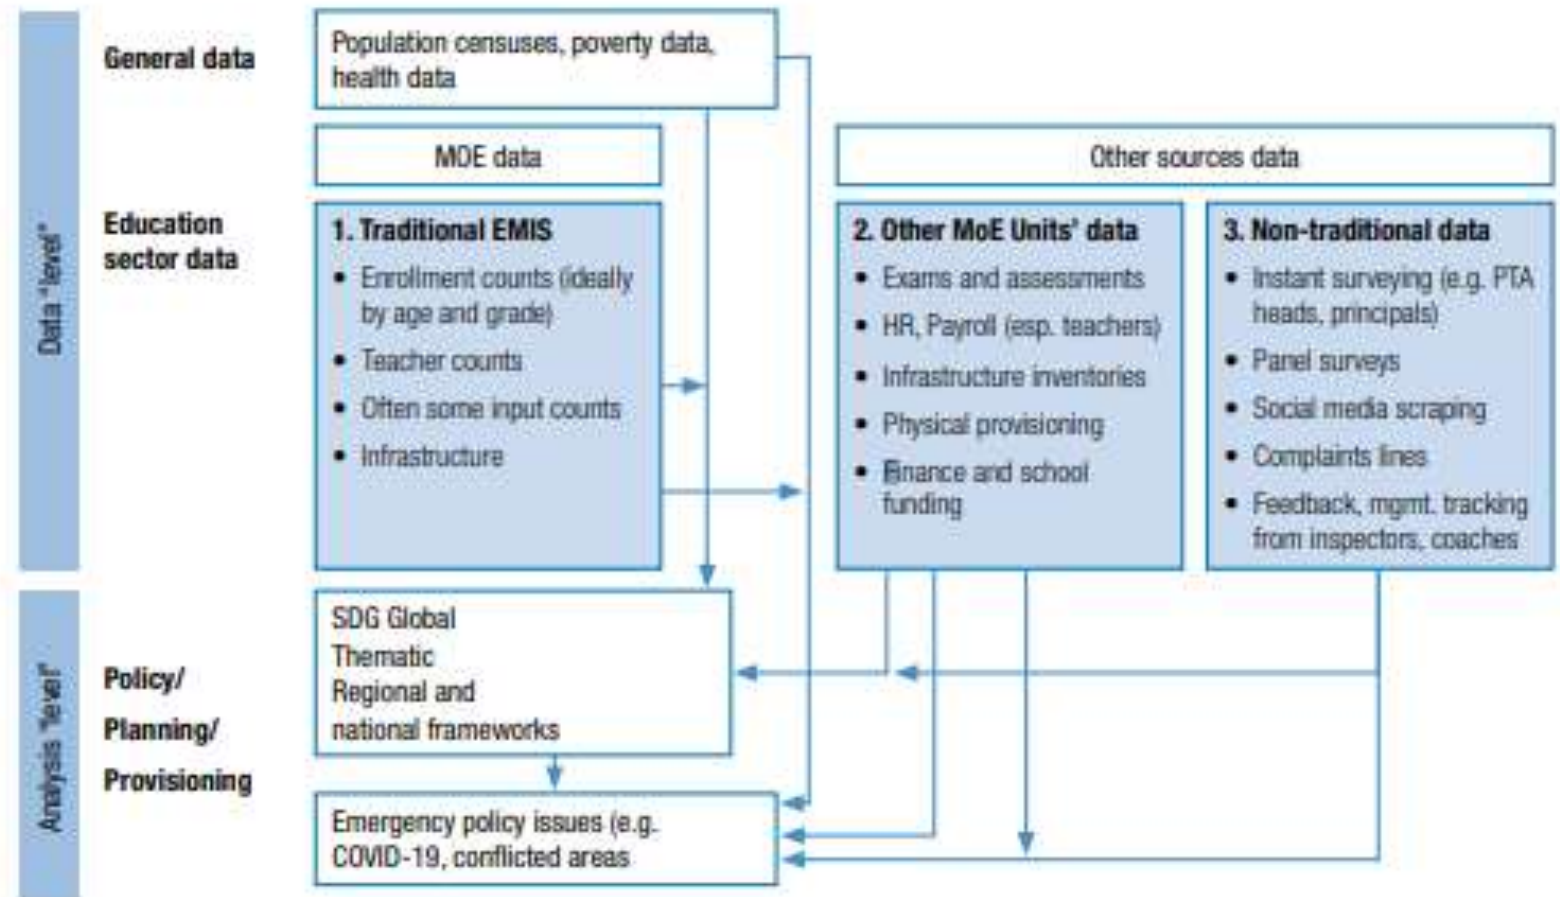 Data "level"
General data
Population censuses, poverty data,
health data
MOE data
Other sources data
Education
sector data
1. Traditional EMIS
• Enrollment counts (ideally
by age and grade)
• Teacher counts
• Often some input counts
• Infrastructure
2. Other MoE Units' data
• Exams and assessments
• HR, Payroll (esp. teachers)
• Infrastructure inventories
• Physical provisioning
• Finance and school
funding
3. Non-traditional data
• Instant surveying (e.g. PTA
heads, principals)
• Panel surveys
• Social media scraping
• Complaints lines
• Feedback, mgmt. tracking
from inspectors, coaches
Analysis "level"
Policy/
Planning/
Provisioning
SDG Global
Thematic
Regional and
national frameworks
Emergency policy issues (e.g.
COVID-19, conflicted areas